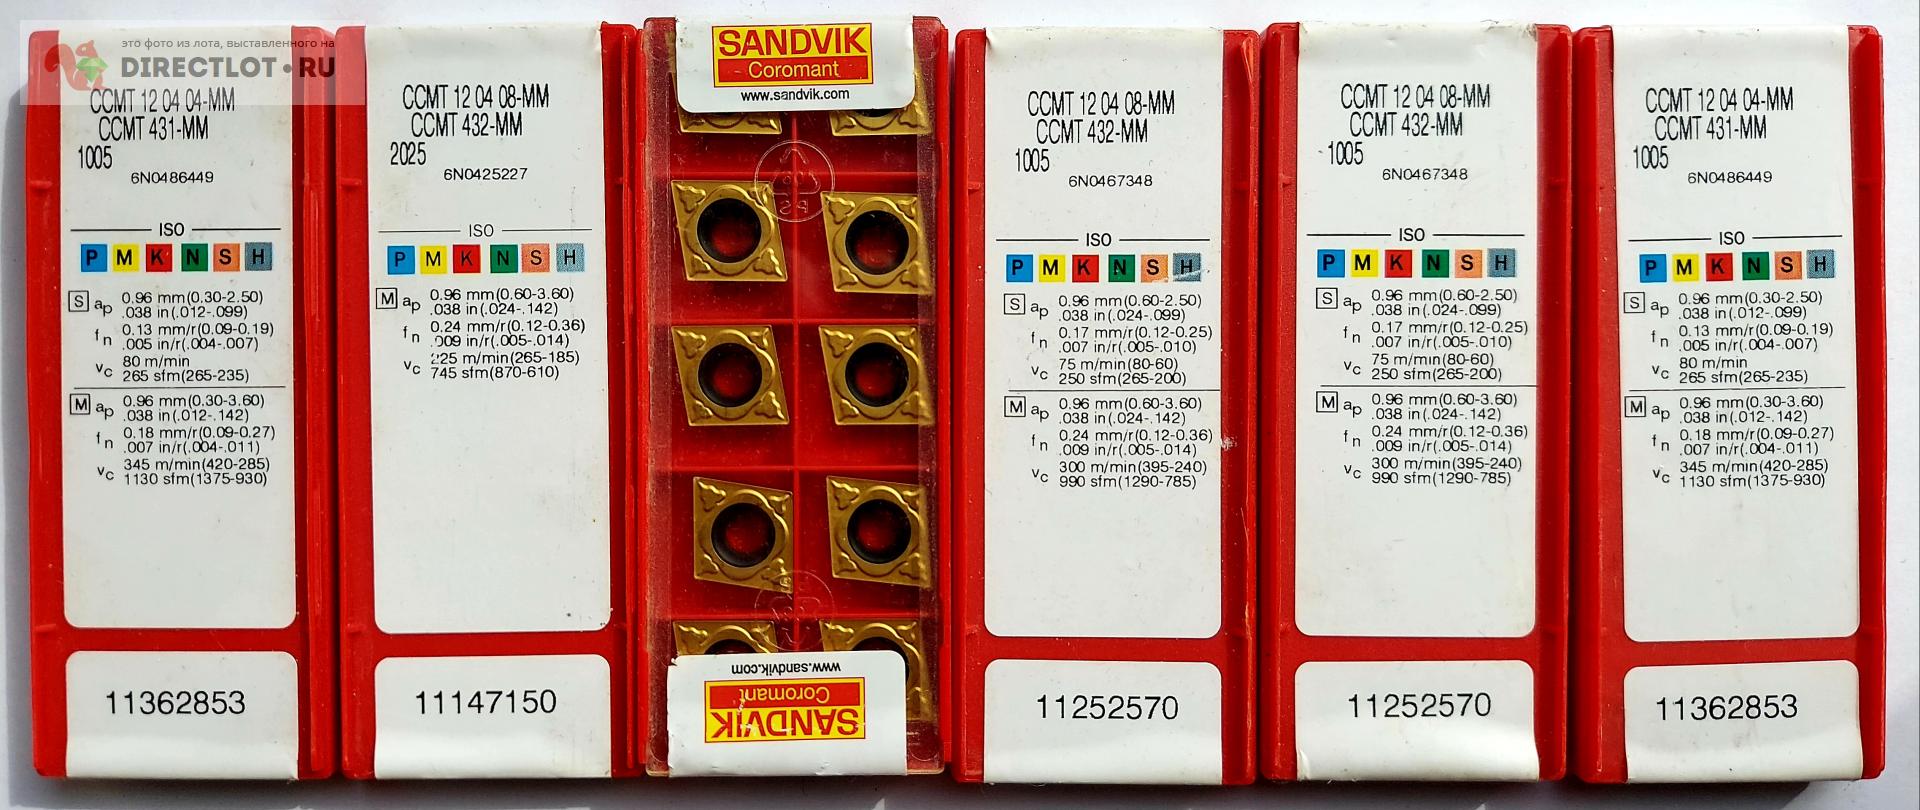 это фото из лота, выставленного на
DIRECTLOT•RU
CCMT 12 04 04-MM
CCMT 431-MM
1005
6N0486449
ISO
P M K N S H
S ap 0.96 mm(0.30-2.50)
.038 in(.012-.099)
fn 0.13 mm/r(0.09-0.19)
.005 in/r(.004-.007)
vc 80 m/min
265 sfm(265-235)
M ap 0.96 mm(0.30-3.60)
.038 in(.012-.142)
fn 0.18 mm/r(0.09-0.27)
.007 in/r(.004-.011)
vc 345 m/min(420-285)
1130 sfm(1375-930)
11362853
CCMT 12 04 08-MM
CCMT 432-MM
2025
6N0425227
ISO
P M K N S H
M ap 0.96 mm(0.60-3.60)
.038 in(.024-.142)
fn 0.24 mm/r(0.12-0.36)
.009 in/r(.005-.014)
vc 225 m/min(265-185)
745 sfm(870-610)
11147150
SANDVIK
Coromant
www.sandvik.com
PS
www.sandvik.com
Coromant
SANDVIK
CCMT 12 04 08-MM
CCMT 432-MM
1005
6N0467348
ISO
P M K N S H
S ap 0.96 mm(0.60-2.50)
.038 in(.024-.099)
fn 0.17 mm/r(0.12-0.25)
.007 in/r(.005-.010)
vc 75 m/min(80-60)
250 sfm(265-200)
M ap 0.96 mm(0.60-3.60)
.038 in(.024-.142)
fn 0.24 mm/r(0.12-0.36)
.009 in/r(.005-.014)
vc 300 m/min(395-240)
990 sfm(1290-785)
11252570
CCMT 12 04 08-MM
CCMT 432-MM
1005
6N0467348
ISO
P M K N S H
S ap 0.96 mm(0.60-2.50)
.038 in(.024-.099)
fn 0.17 mm/r(0.12-0.25)
.007 in/r(.005-.010)
vc 75 m/min(80-60)
250 sfm(265-200)
M ap 0.96 mm(0.60-3.60)
.038 in(.024-.142)
fn 0.24 mm/r(0.12-0.36)
.009 in/r(.005-.014)
vc 300 m/min(395-240)
990 sfm(1290-785)
11252570
CCMT 12 04 04-MM
CCMT 431-MM
1005
6N0486449
ISO
P M K N S H
S ap 0.96 mm(0.30-2.50)
.038 in(.012-.099)
fn 0.13 mm/r(0.09-0.19)
.005 in/r(.004-.007)
vc 80 m/min
265 sfm(265-235)
M ap 0.96 mm(0.30-3.60)
.038 in(.012-.142)
fn 0.18 mm/r(0.09-0.27)
.007 in/r(.004-.011)
vc 345 m/min(420-285)
1130 sfm(1375-930)
11362853